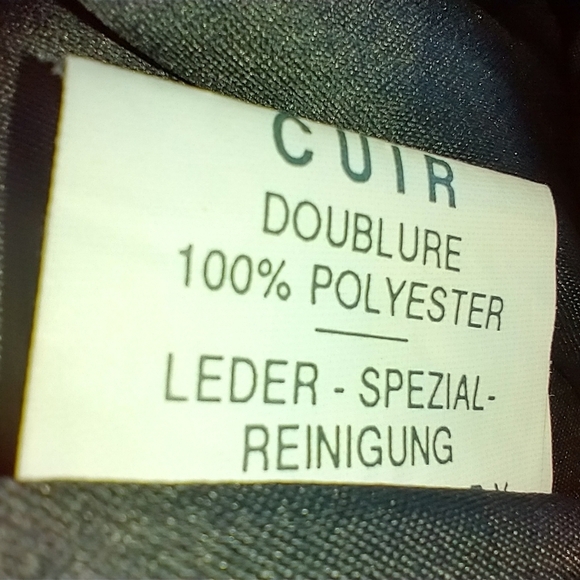 CUIR
DOUBLURE
100% POLYESTER
LEDER - SPEZIAL-
REINIGUNG